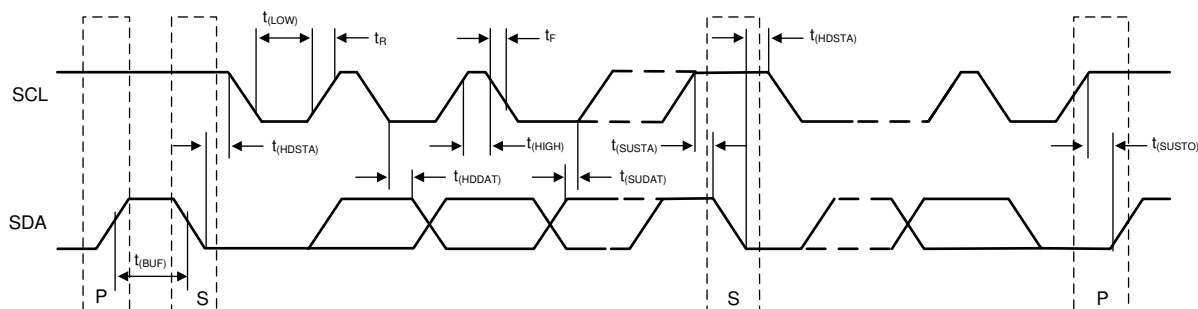 t(LOW)
tR
tF
t(HDSTA)
SCL
t(HDSTA)
t(HIGH)
t(SUSTA)
t(SUSTO)
t(HDDAT)
t(SUDAT)
SDA
t(BUF)
P
S
S
P